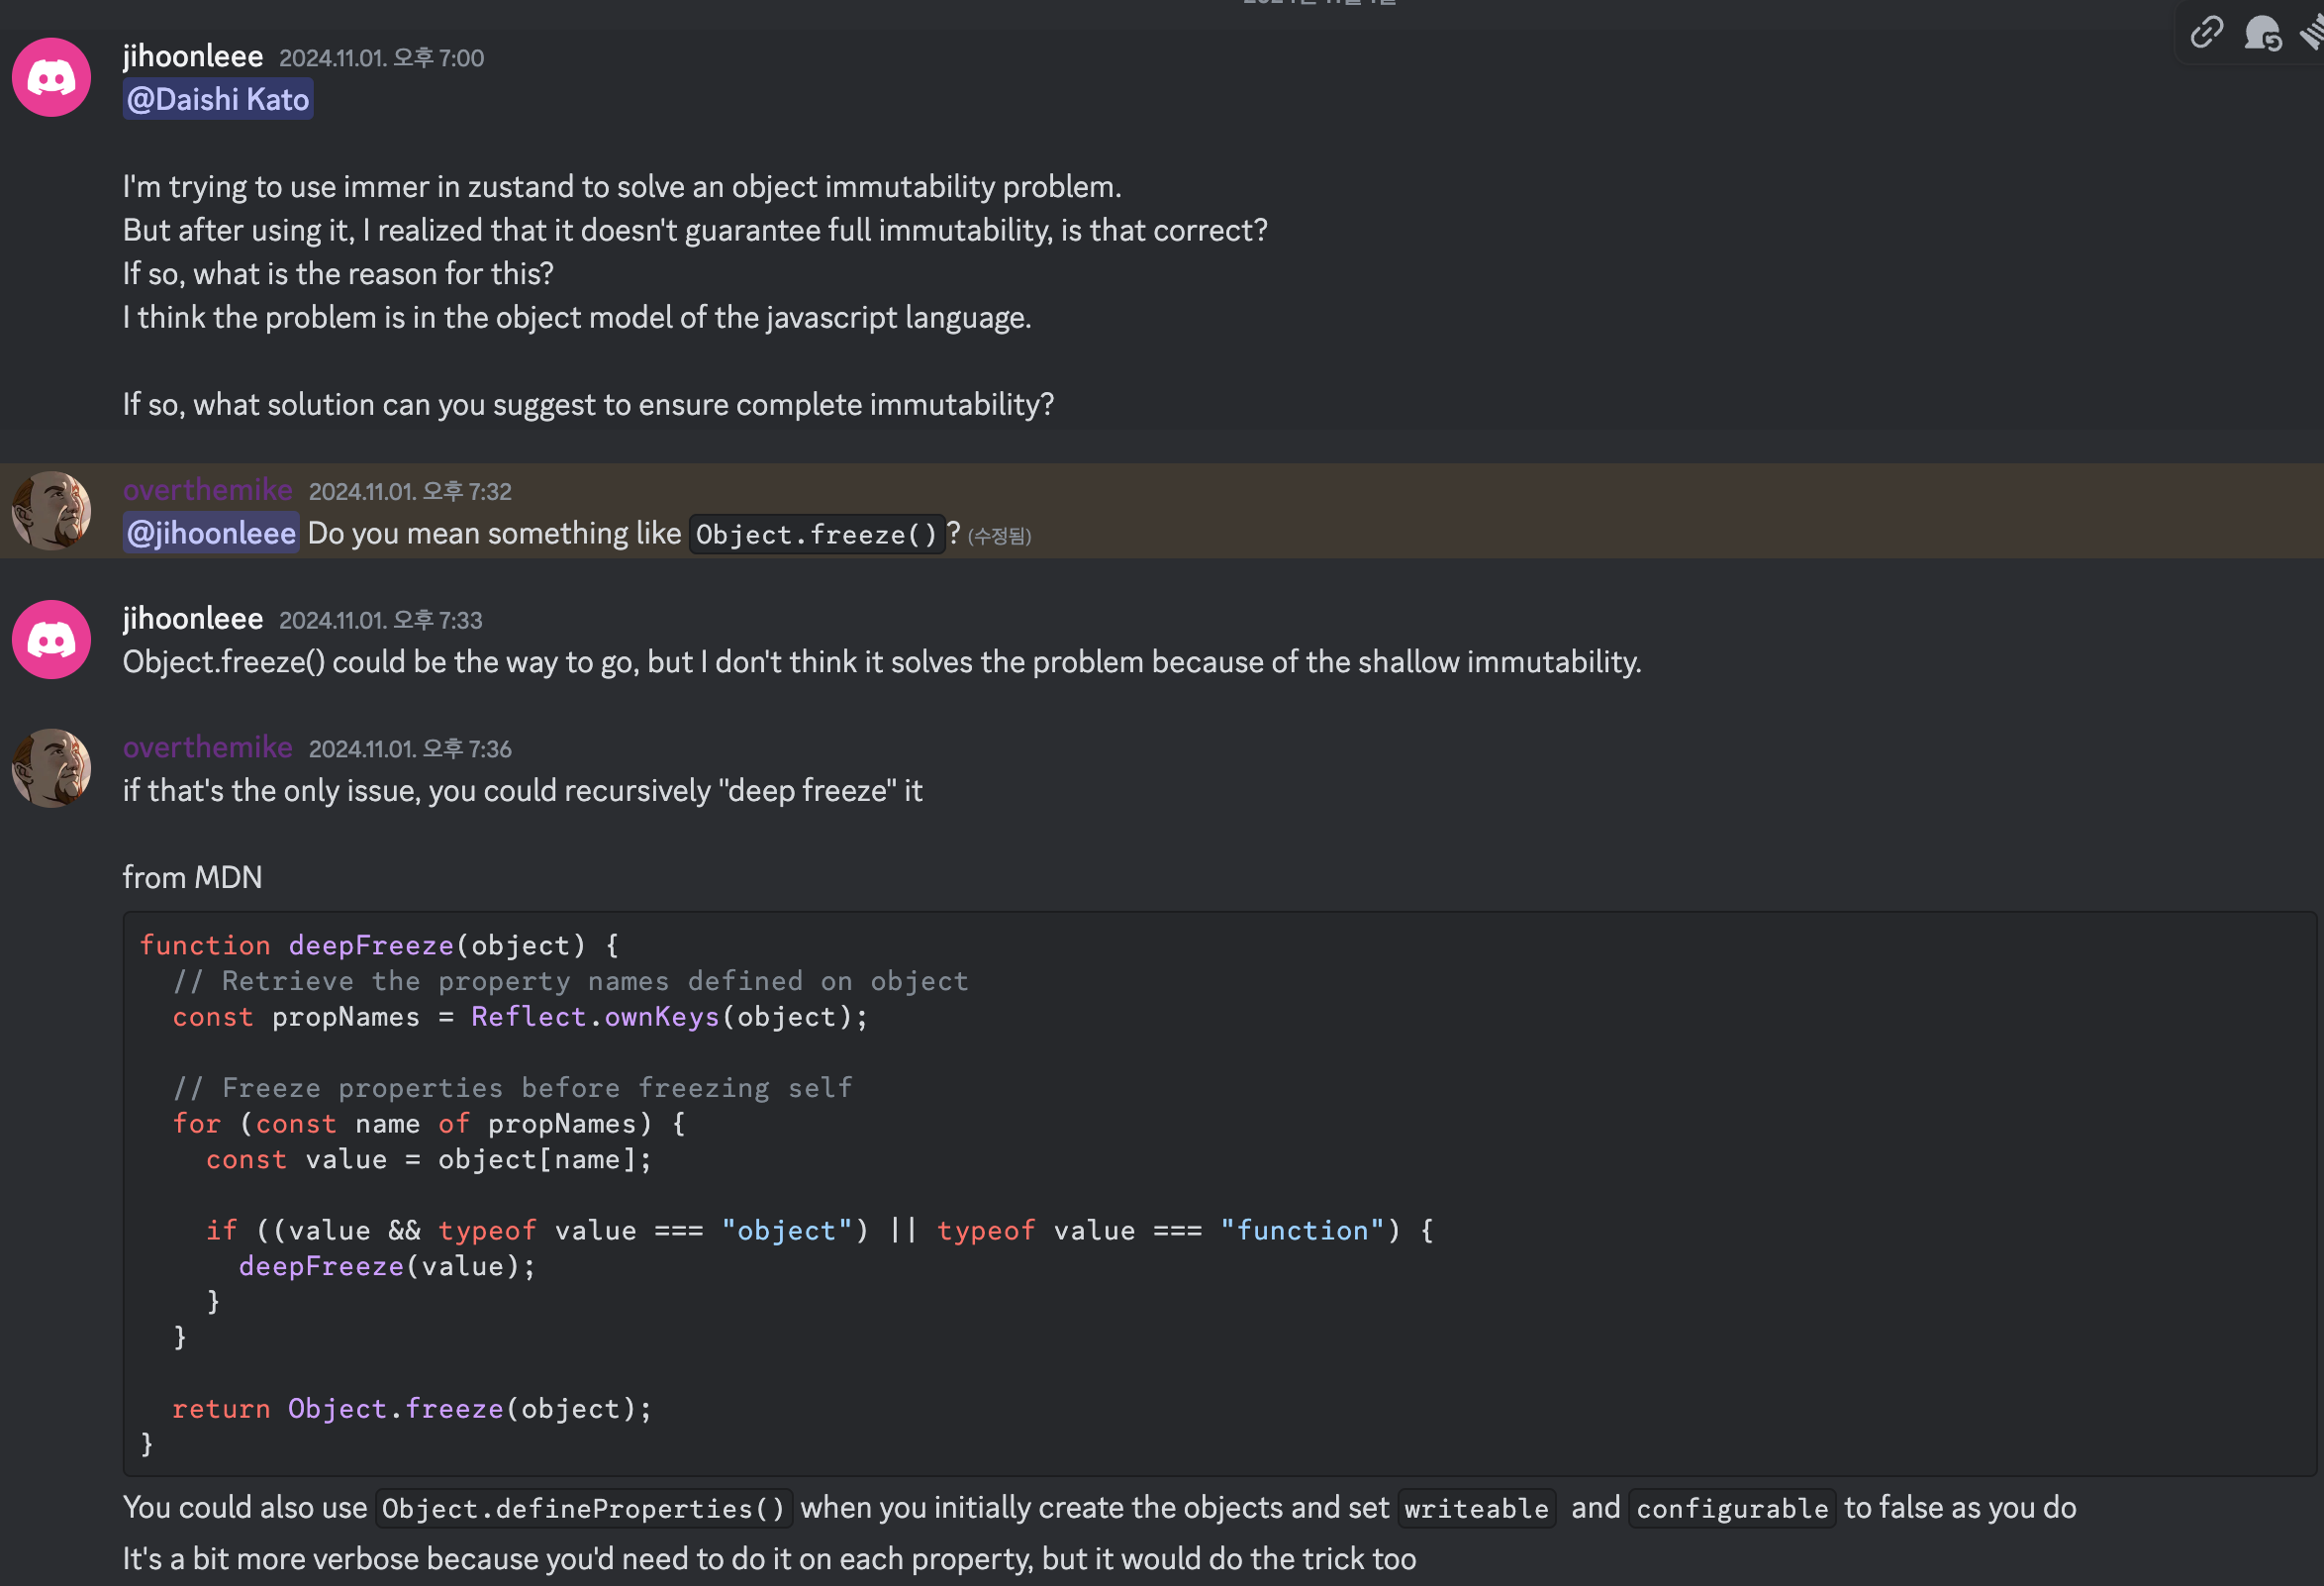 jihoonleee 2024.11.01. 오후 7:00
@Daishi Kato
I'm trying to use immer in zustand to solve an object immutability problem.
But after using it, I realized that it doesn't guarantee full immutability, is that correct?
If so, what is the reason for this?
I think the problem is in the object model of the javascript language.
If so, what solution can you suggest to ensure complete immutability?
overthemike 2024.11.01. 오후 7:32
@jihoonleee Do you mean something like Object.freeze()? (수정됨)
jihoonleee 2024.11.01. 오후 7:33
Object.freeze() could be the way to go, but I don't think it solves the problem because of the shallow immutability.
overthemike 2024.11.01. 오후 7:36
if that's the only issue, you could recursively "deep freeze" it
from MDN
function deepFreeze(object) {
  // Retrieve the property names defined on object
  const propNames = Reflect.ownKeys(object);
  // Freeze properties before freezing self
  for (const name of propNames) {
    const value = object[name];
    if ((value && typeof value === "object") || typeof value === "function") {
      deepFreeze(value);
    }
  }
  return Object.freeze(object);
}
You could also use Object.defineProperties() when you initially create the objects and set writeable and configurable to false as you do
It's a bit more verbose because you'd need to do it on each property, but it would do the trick too